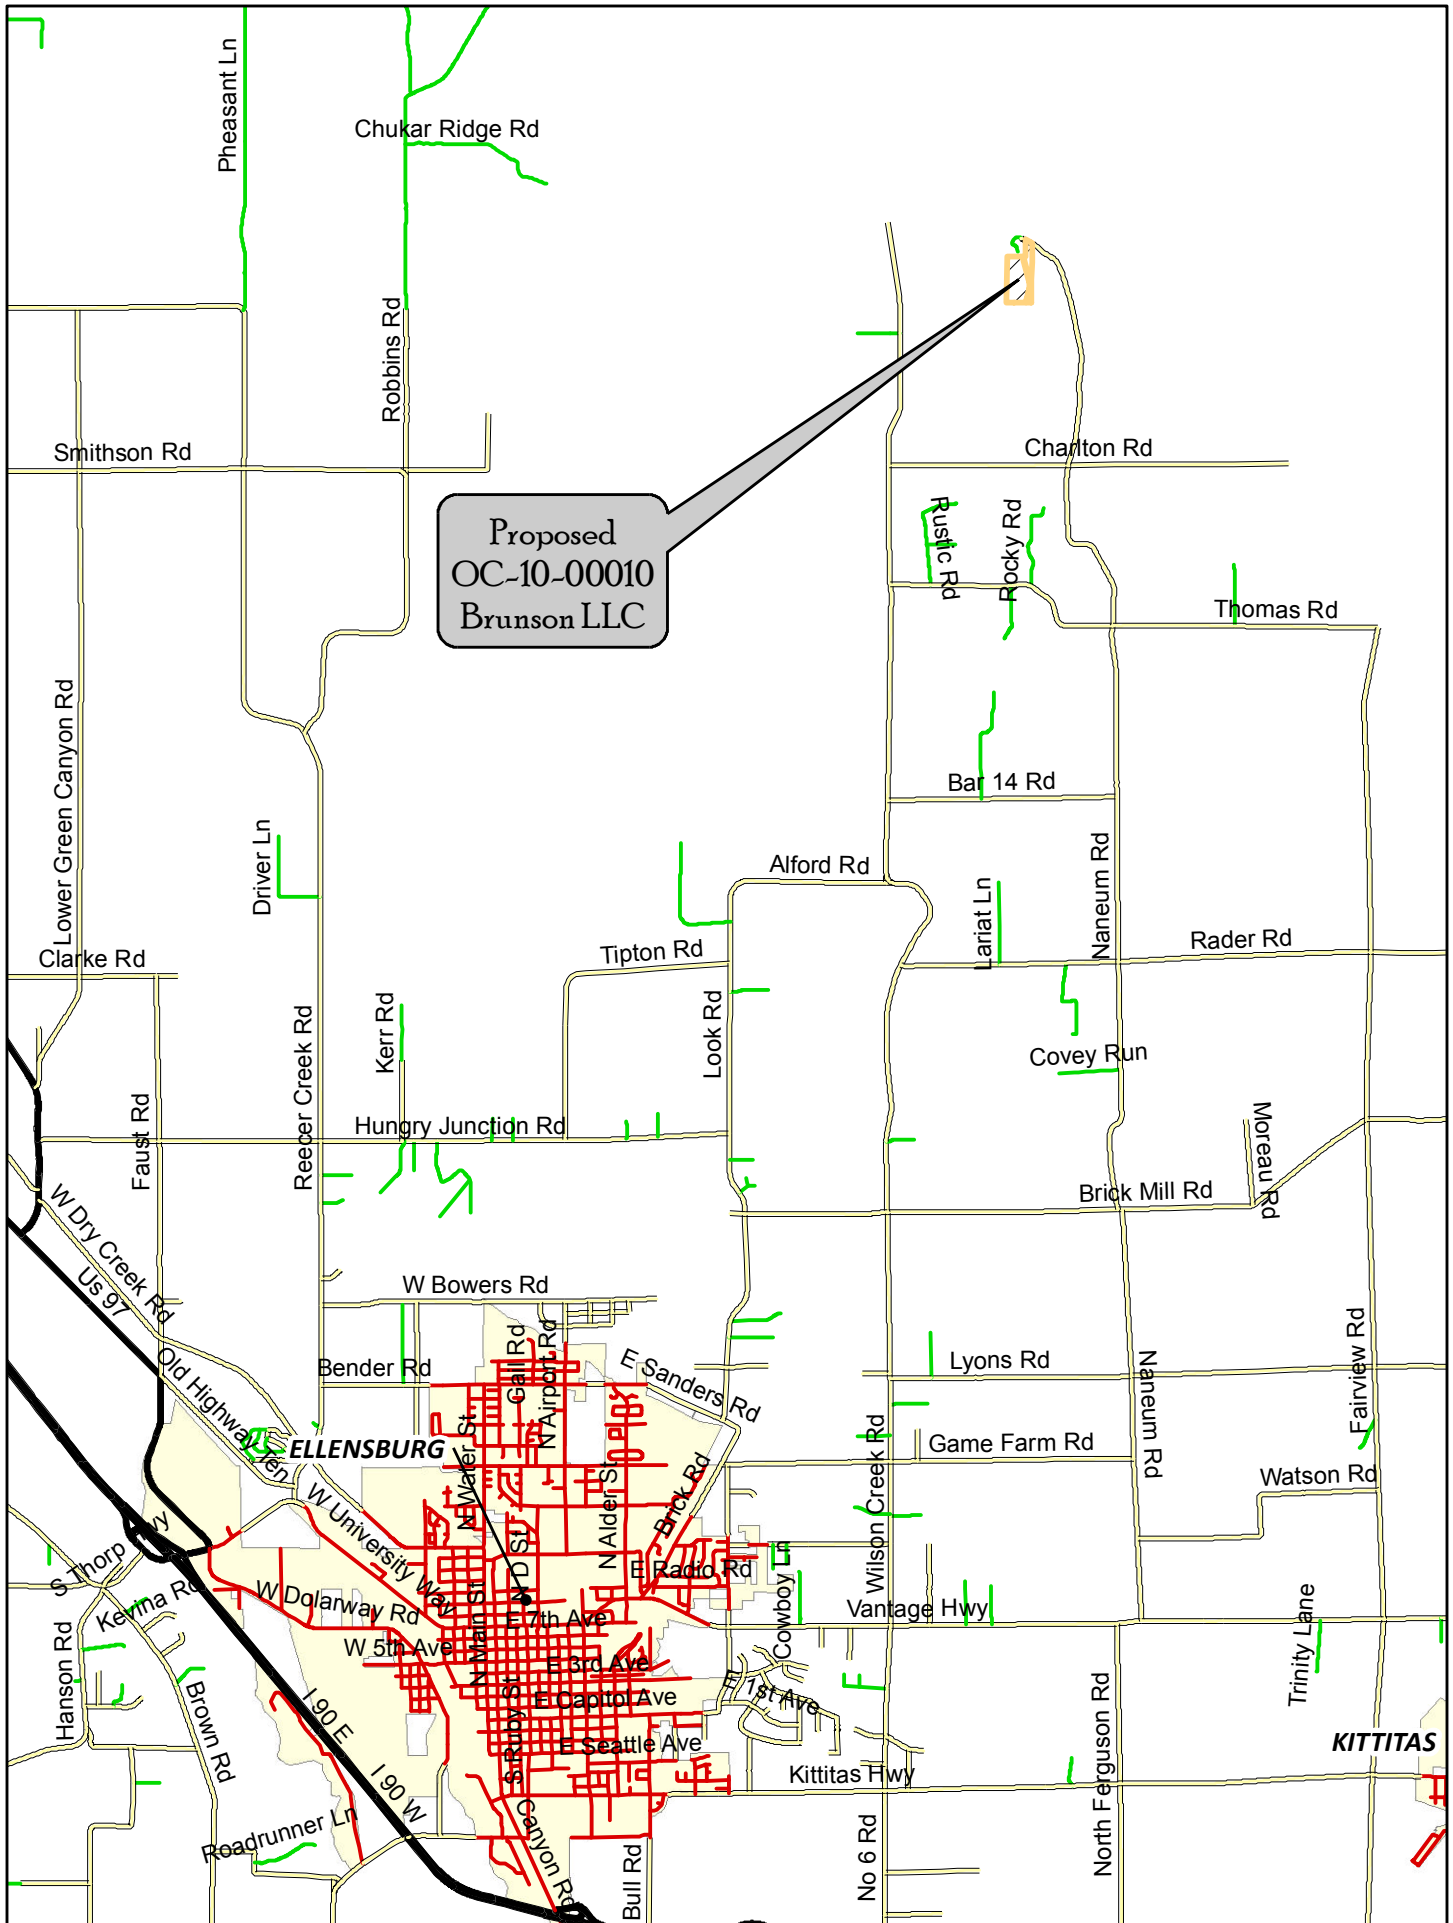 Pheasant Ln
Chukar Ridge Rd
Robbins Rd
Smithson Rd
Charlton Rd
Proposed
OC-10-00010
Brunson LLC
Rustic Rd
Rocky Rd
Thomas Rd
Lower Green Canyon Rd
Bar 14 Rd
Driver Ln
Alford Rd
Naneum Rd
Lariat Ln
Rader Rd
Clarke Rd
Tipton Rd
Reecer Creek Rd
Kerr Rd
Look Rd
Covey Run
Faust Rd
Hungry Junction Rd
Moreau Rd
Brick Mill Rd
W Dry Creek Rd
Us 97
W Bowers Rd
Gail Rd
N Airport Rd
E Sanders Rd
Bender Rd
Lyons Rd
Naneum Rd
Fairview Rd
Old Highway Ten
ELLENSBURG
N Water St
Game Farm Rd
Watson Rd
Wilson Creek Rd
Brick Rd
N Alder St
W University Way
S Thorp Hwy
N D St
E Radio Rd
Cowboy Ln
Kevina Rd
W Dolarway Rd
E 7th Ave
Vantage Hwy
Hanson Rd
W 5th Ave
N Main St
E 3rd Ave
Trinity Lane
Brown Rd
I 90 E
E Capitol Ave
E 1st Ave
S Ruby St
E Seattle Ave
North Ferguson Rd
KITTITAS
Kittitas Hwy
I 90 W
Roadrunner Ln
Canyon Rd
Bull Rd
No 6 Rd